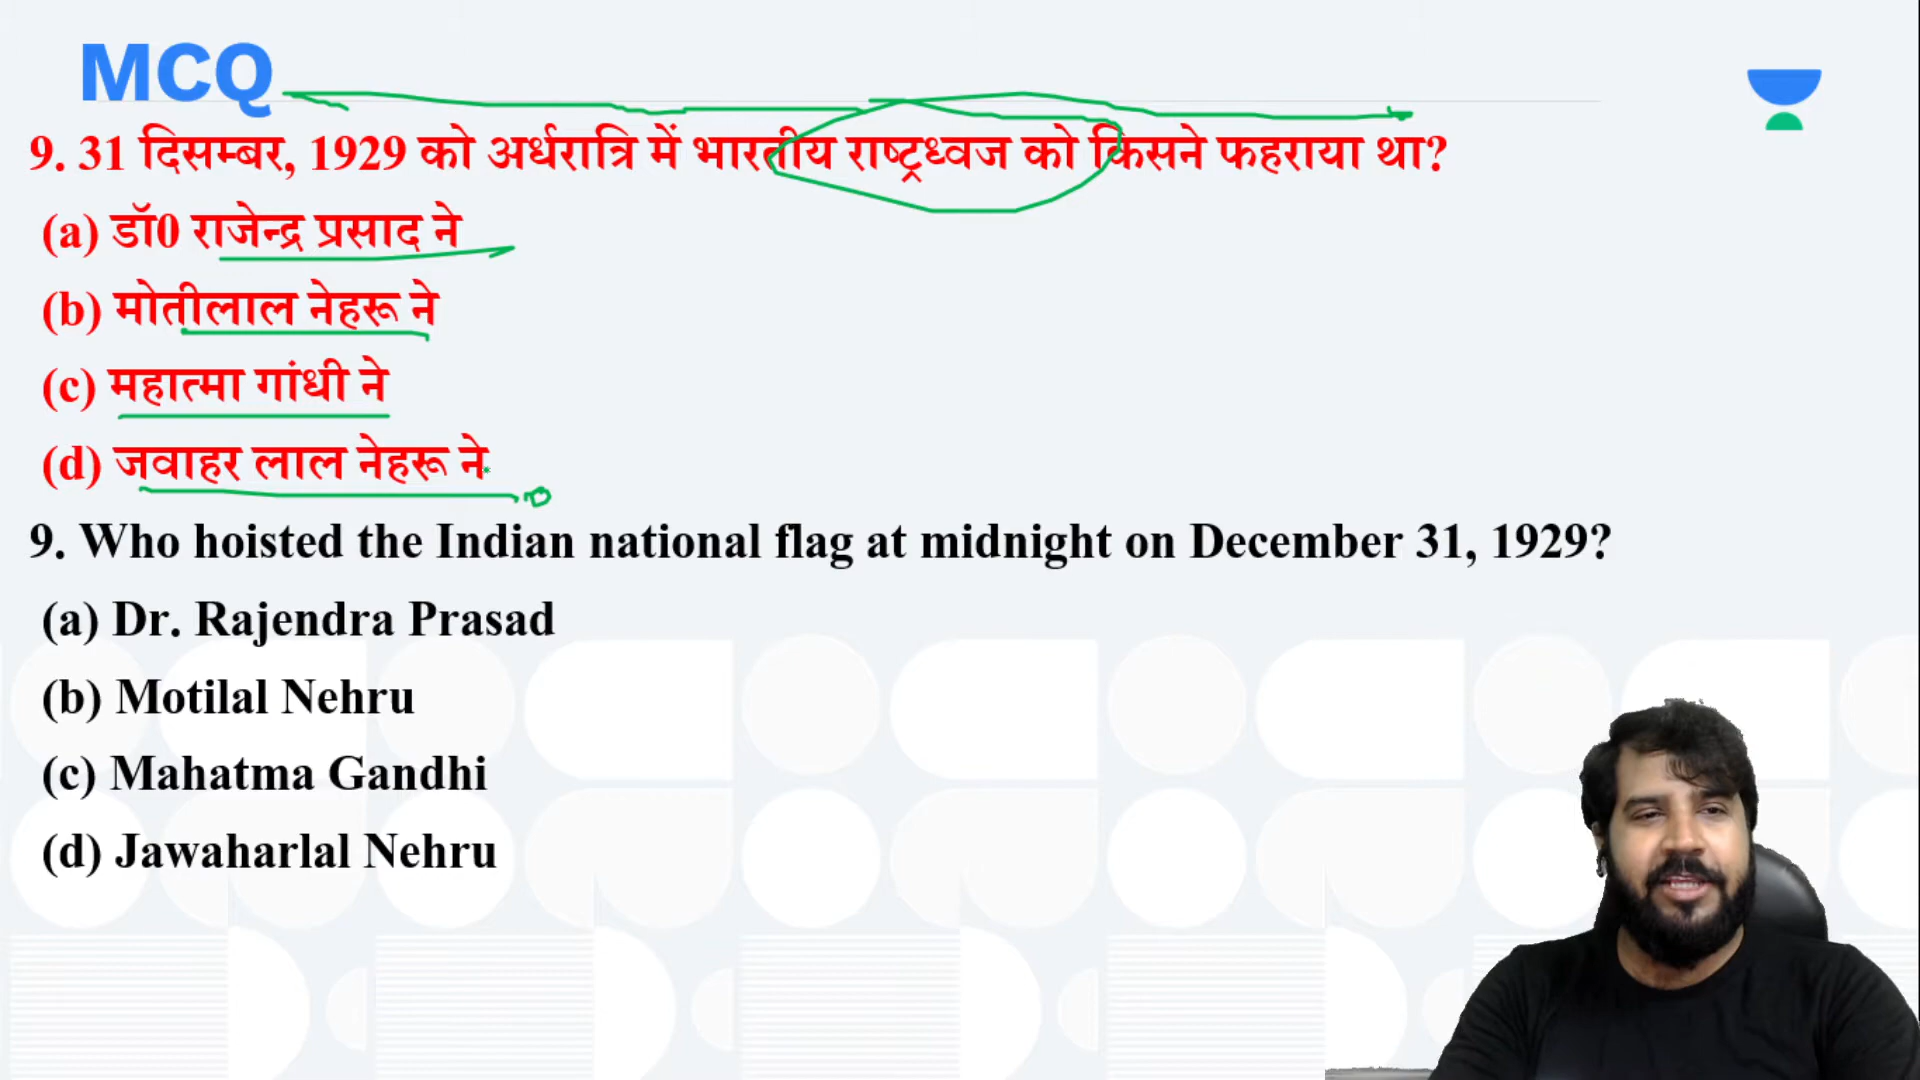 MCQ
9. 31 दिसम्बर, 1929 को अर्धरात्रि में भारतीय राष्ट्रध्वज को किसने फहराया था?
(a) डॉ0 राजेन्द्र प्रसाद ने
(b) मोतीलाल नेहरू ने
(c) महात्मा गांधी ने
(d) जवाहर लाल नेहरू ने
9. Who hoisted the Indian national flag at midnight on December 31, 1929?
(a) Dr. Rajendra Prasad
(b) Motilal Nehru
(c) Mahatma Gandhi
(d) Jawaharlal Nehru